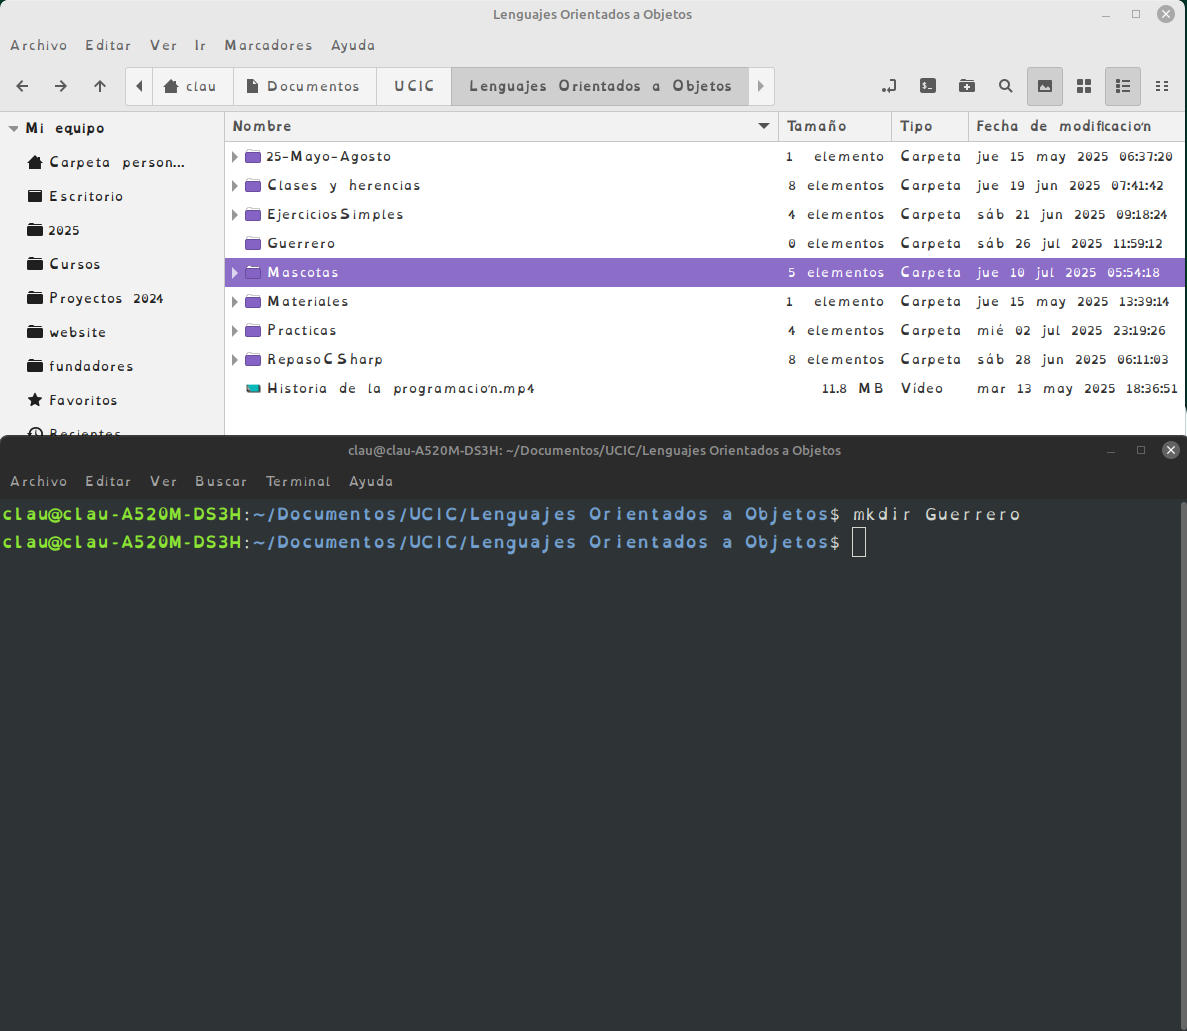 Lenguajes Orientados a Objetos
Archivo Editar Ver Ir Marcadores Ayuda
clau Documentos UCIC Lenguajes Orientados a Objetos
Mi equipo
Carpeta person...
Escritorio
2025
Cursos
Proyectos 2024
website
fundadores
Favoritos
Recientes
Nombre Tamaño Tipo Fecha de modificación
25-Mayo-Agosto 1 elemento Carpeta jue 15 may 2025 06:37:20
Clases y herencias 8 elementos Carpeta jue 19 jun 2025 07:41:42
EjerciciosSimples 4 elementos Carpeta sáb 21 jun 2025 09:18:24
Guerrero 0 elementos Carpeta sáb 26 jul 2025 11:59:12
Mascotas 5 elementos Carpeta jue 10 jul 2025 05:54:18
Materiales 1 elemento Carpeta jue 15 may 2025 13:39:14
Practicas 4 elementos Carpeta mié 02 jul 2025 23:19:26
RepasoCSharp 8 elementos Carpeta sáb 28 jun 2025 06:11:03
Historia de la programación.mp4 11.8 MB Vídeo mar 13 may 2025 18:36:51
clau@clau-A520M-DS3H: ~/Documentos/UCIC/Lenguajes Orientados a Objetos
Archivo Editar Ver Buscar Terminal Ayuda
clau@clau-A520M-DS3H:~/Documentos/UCIC/Lenguajes Orientados a Objetos$ mkdir Guerrero
clau@clau-A520M-DS3H:~/Documentos/UCIC/Lenguajes Orientados a Objetos$